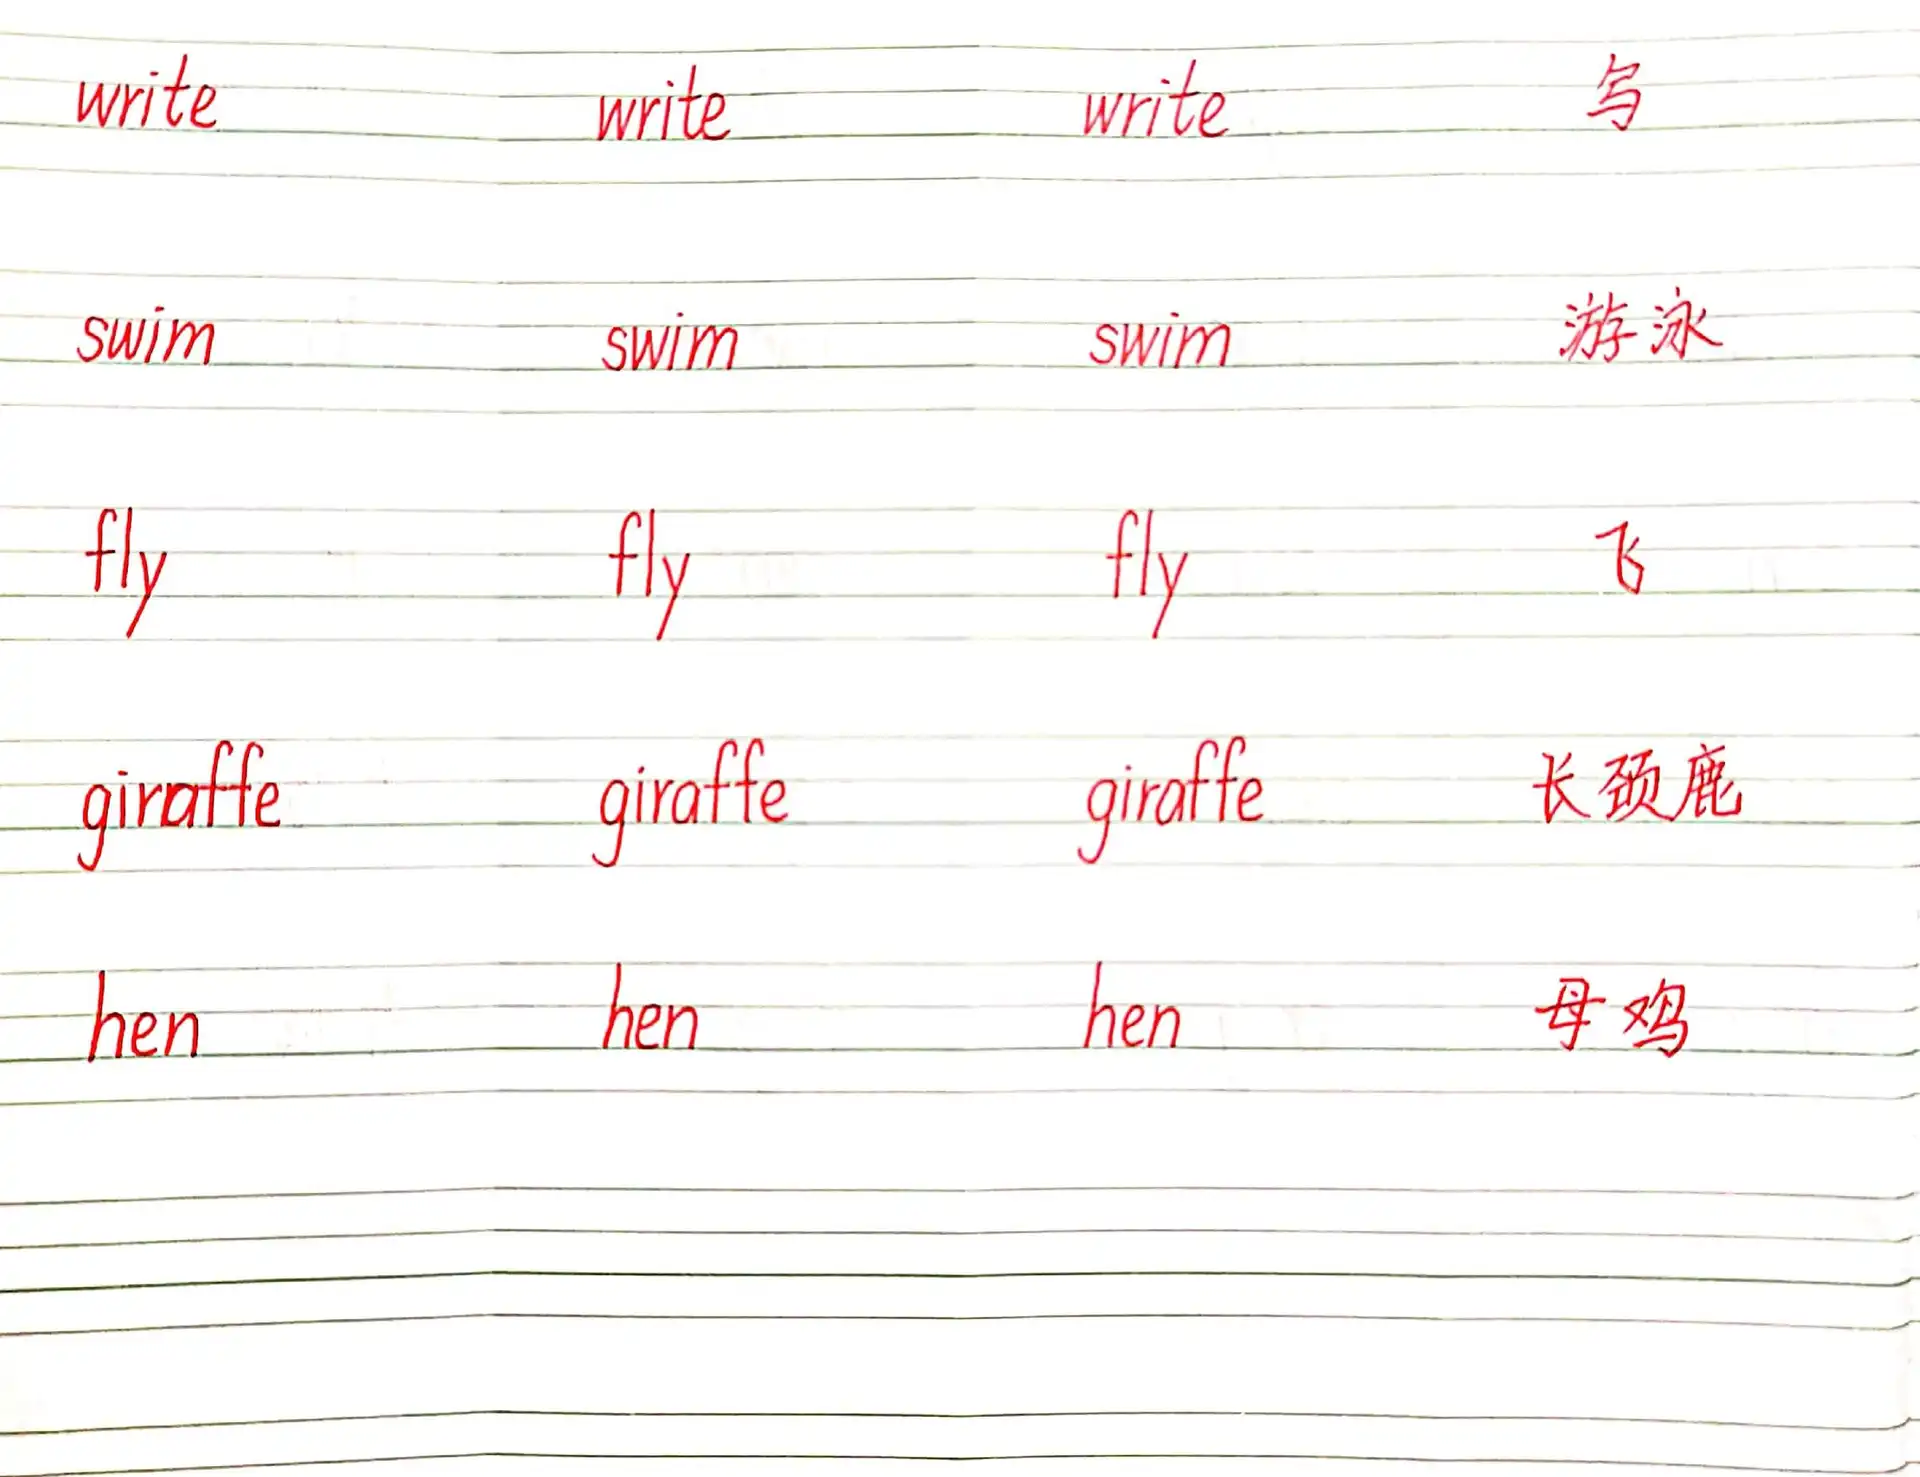 write write write 写
swim swim swim 游泳
fly fly fly 飞
giraffe giraffe giraffe 长颈鹿
hen hen hen 母鸡